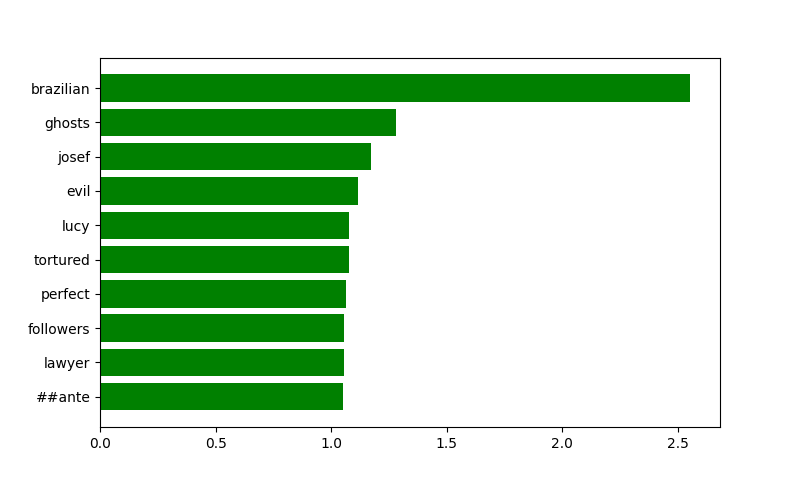 brazilian
ghosts
josef
evil
lucy
tortured
perfect
followers
lawyer
##ante
0.0 0.5 1.0 1.5 2.0 2.5